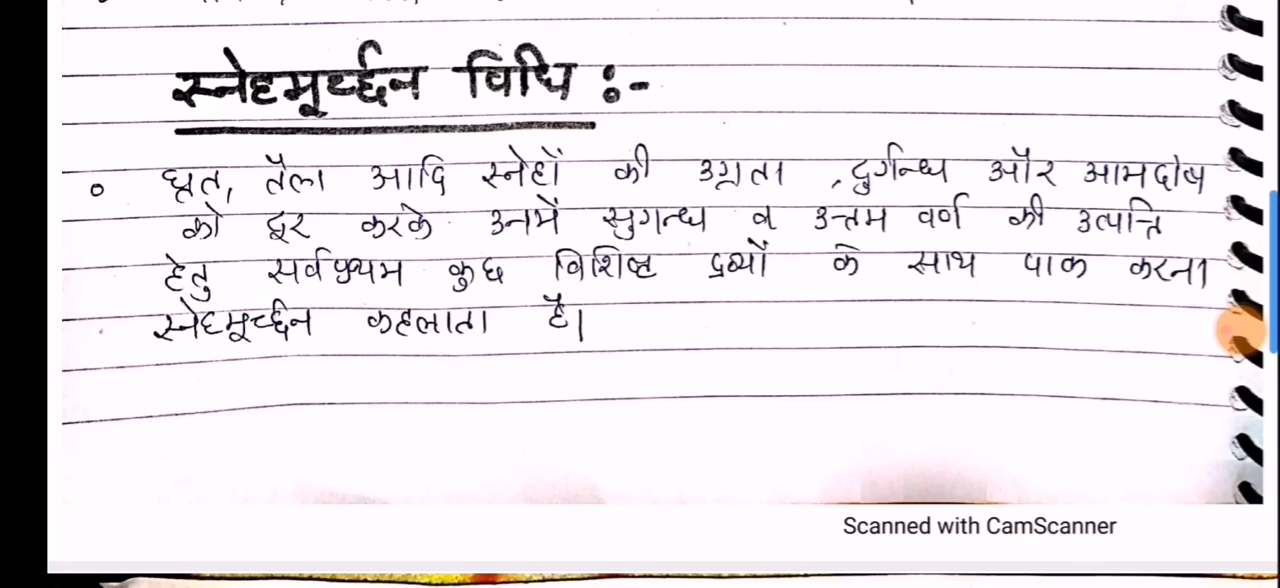 स्नेहमूर्च्छन विधि :-
० घृत, तैल आदि स्नेहों की उग्रता, दुर्गन्ध और आमदोष
को दूर करके उनमें सुगन्ध व उत्तम वर्ण की उत्पत्ति
हेतु सर्वप्रथम कुछ विशिष्ट द्रव्यों के साथ पाक करना
स्नेहमूर्च्छन कहलाता है।
Scanned with CamScanner